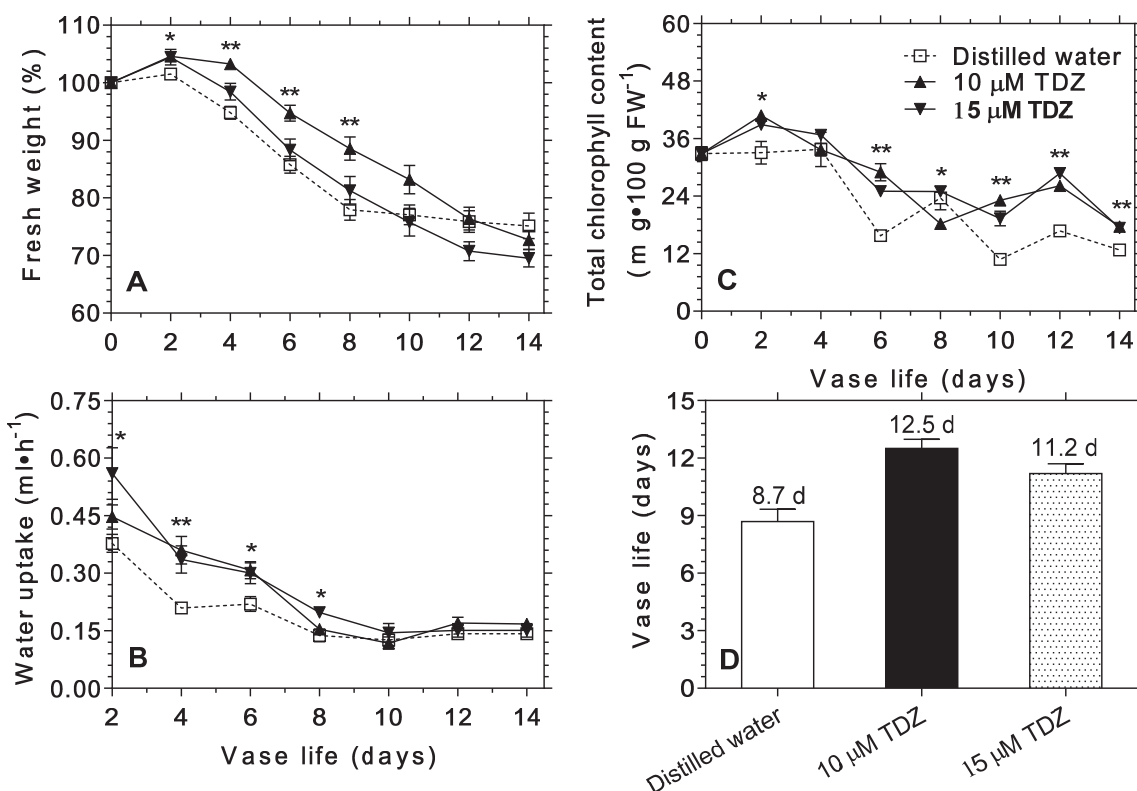 Fresh weight (%)
110
100
90
80
70
60
*
**
**
**
A
0 2 4 6 8 10 12 14
Total chlorophyll content
(m g•100 g FW⁻¹)
60
48
36
24
12
0
Distilled water
10 µM TDZ
15 µM TDZ
*
**
*
**
**
**
C
0 2 4 6 8 10 12 14
Vase life (days)
Water uptake (ml•h⁻¹)
0.75
0.60
0.45
0.30
0.15
0.00
*
**
*
*
B
2 4 6 8 10 12 14
Vase life (days)
Vase life (days)
15
12
9
6
3
0
8.7 d
12.5 d
11.2 d
D
Distilled water
10 µM TDZ
15 µM TDZ